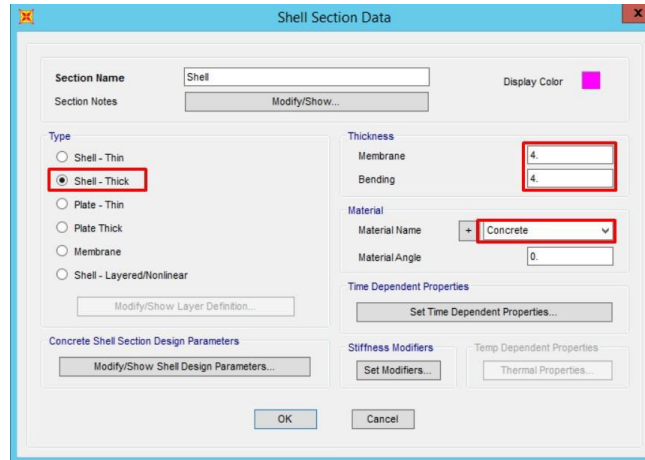 Shell Section Data
x
Section Name
Shell
Display Color
Section Notes
Modify/Show...
Type
Shell - Thin
Shell - Thick
Plate - Thin
Plate Thick
Membrane
Shell - Layered/Nonlinear
Modify/Show Layer Definition...
Thickness
Membrane
4.
Bending
4.
Material
Material Name
+
Concrete
Material Angle
0.
Time Dependent Properties
Set Time Dependent Properties...
Concrete Shell Section Design Parameters
Modify/Show Shell Design Parameters...
Stiffness Modifiers
Set Modifiers...
Temp Dependent Properties
Thermal Properties...
OK
Cancel